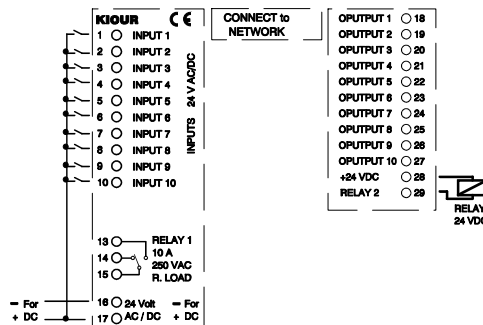 KIOUR CE
1 INPUT 1
2 INPUT 2
3 INPUT 3
4 INPUT 4
5 INPUT 5
6 INPUT 6
7 INPUT 7
8 INPUT 8
9 INPUT 9
10 INPUT 10
INPUTS 24 V AC/DC
13 RELAY 1
14 10 A
250 VAC
15 R. LOAD
– For 16 24 Volt – For
+ DC 17 AC / DC + DC
CONNECT to
NETWORK
OPUTPUT 1 18
OPUTPUT 2 19
OPUTPUT 3 20
OPUTPUT 4 21
OPUTPUT 5 22
OPUTPUT 6 23
OPUTPUT 7 24
OPUTPUT 8 25
OPUTPUT 9 26
OPUTPUT 10 27
+24 VDC 28
RELAY 2 29
RELAY
24 VDC